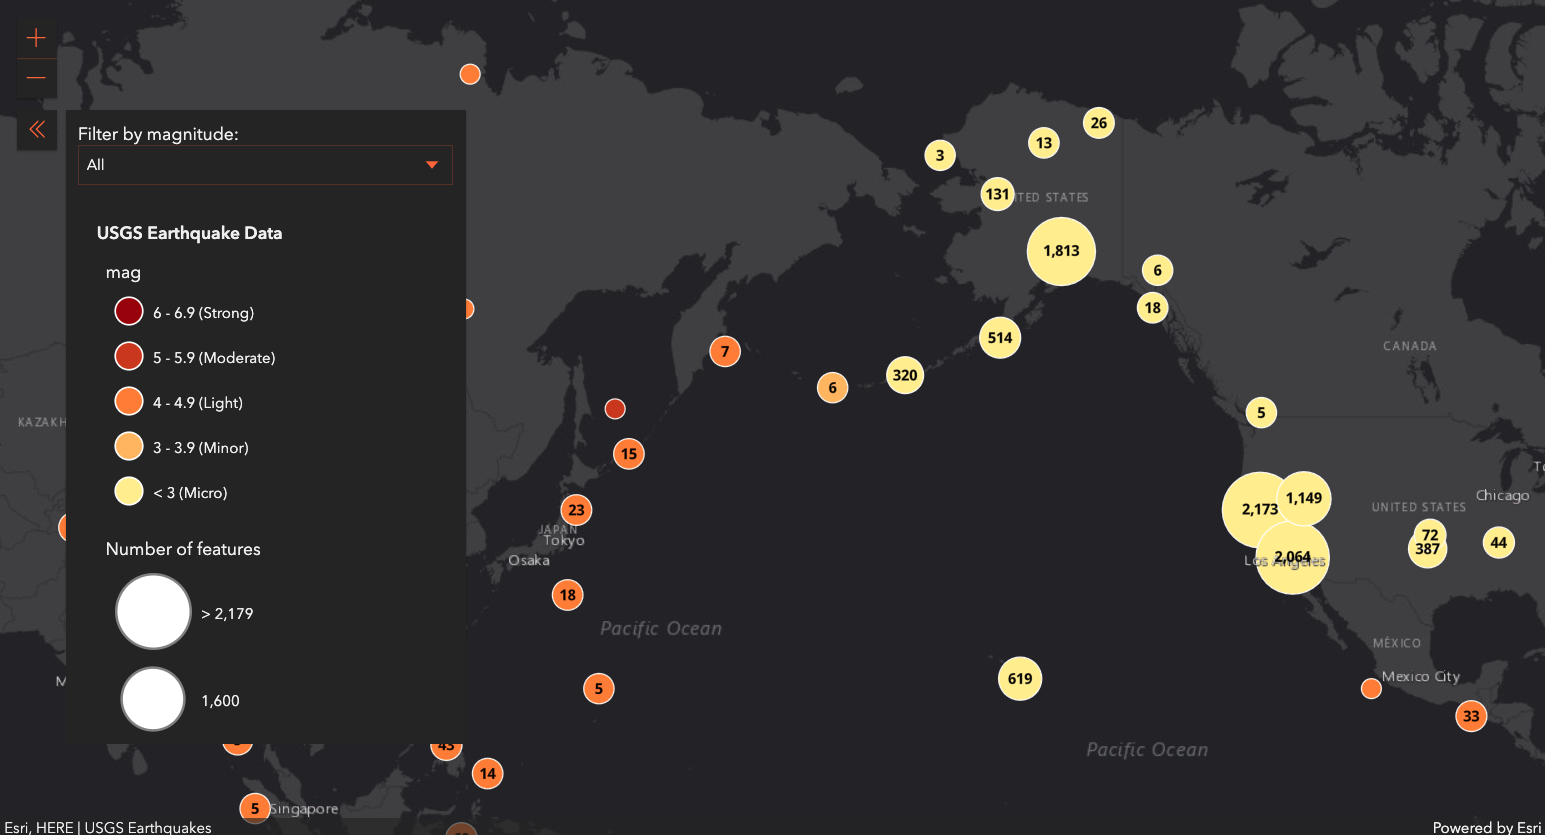 26
13
3
Filter by magnitude:
All
131
UNITED STATES
USGS Earthquake Data
1,813
mag
6
6 - 6.9 (Strong)
18
514
CANADA
5 - 5.9 (Moderate)
7
320
6
4 - 4.9 (Light)
5
KAZAKH
3 - 3.9 (Minor)
15
< 3 (Micro)
1,149
Chicago
2,173
UNITED STATES
23
JAPAN
Tokyo
72
387
44
Number of features
Osaka
2,064
Los Angeles
18
> 2,179
Pacific Ocean
MÉXICO
619
Mexico City
5
1,600
33
43
Pacific Ocean
14
5
Singapore
Esri, HERE | USGS Earthquakes
Powered by Esri